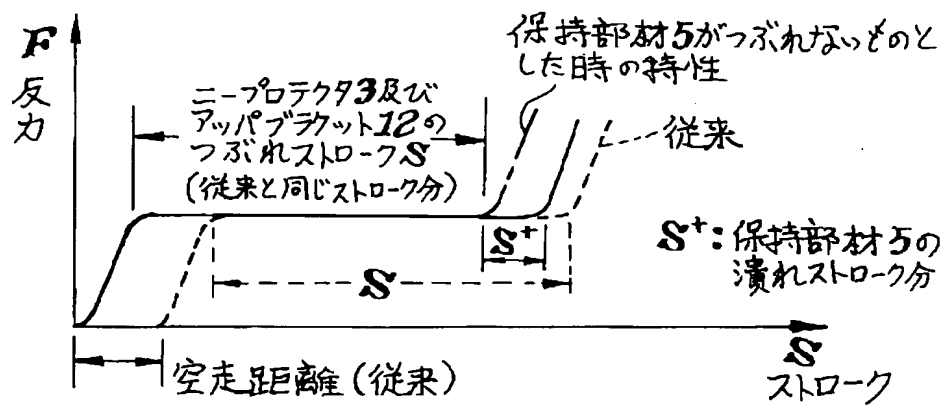 F
反力
ニープロテクタ3及び
アッパブラケット12の
つぶれストロークS
(従来と同じストローク分)
保持部材5がつぶれないものと
した時の特性
従来
S+
S+:保持部材5の
潰れストローク分
S
空走距離(従来)
S
ストローク